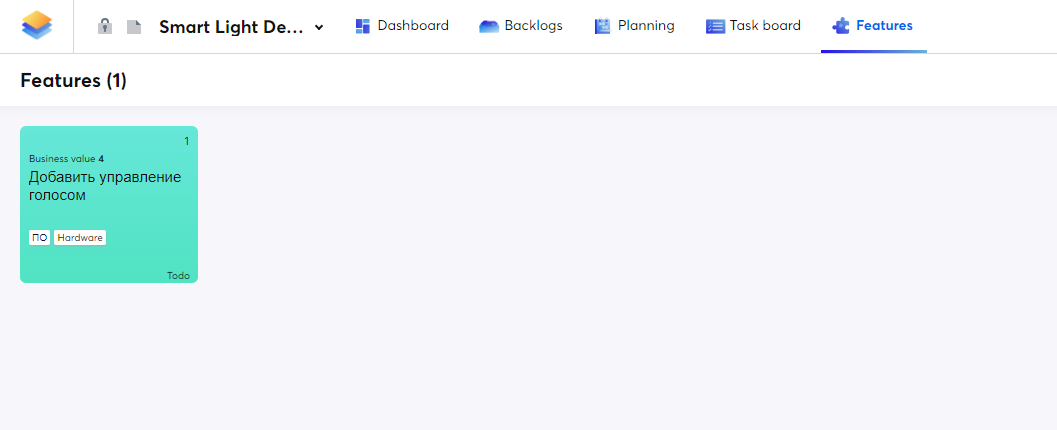 Smart Light De... Dashboard Backlogs Planning Task board Features
Features (1)
1
Business value 4
Добавить управление
голосом
ПО Hardware
Todo